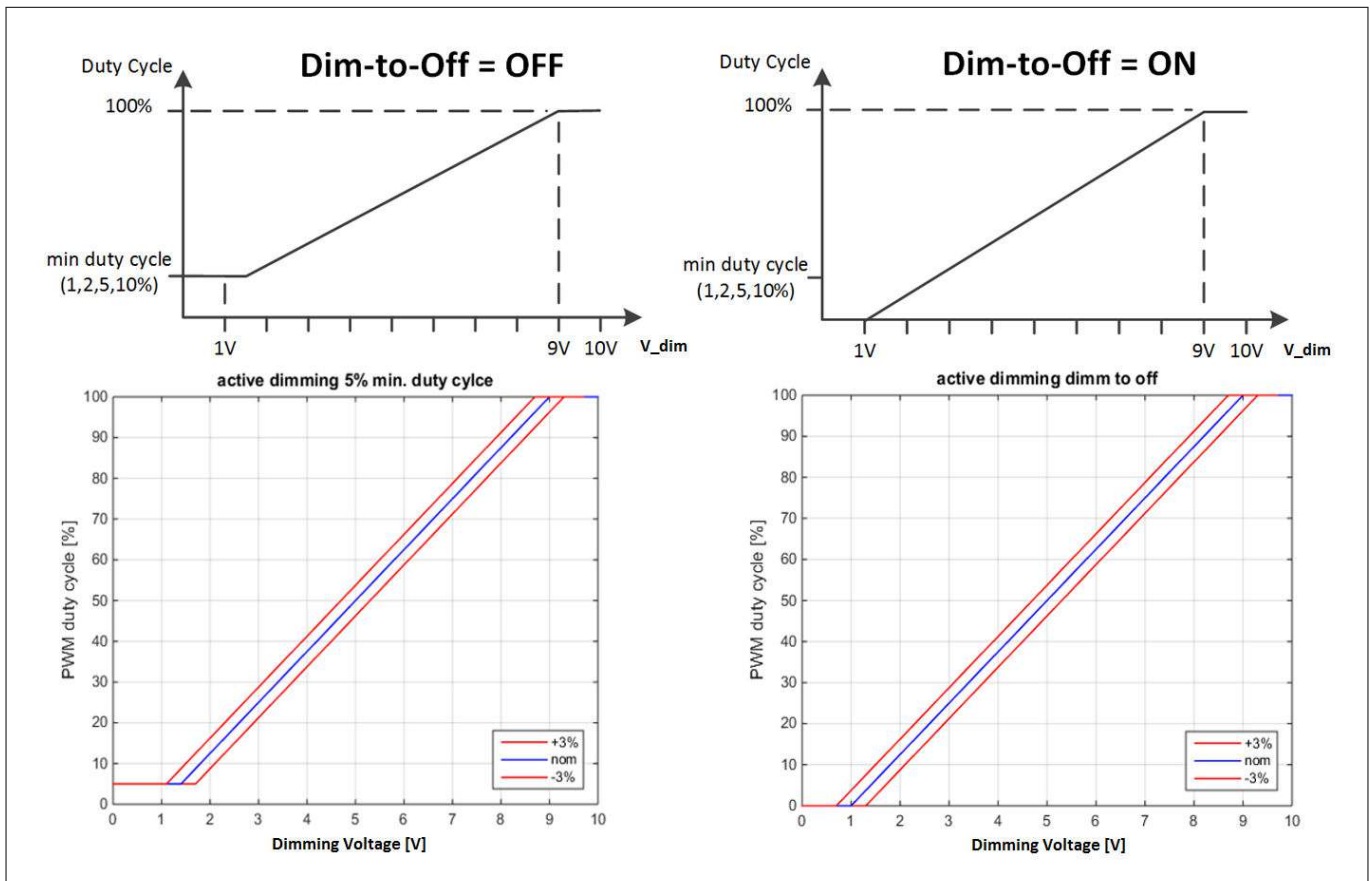 Dim-to-Off = OFF
Duty Cycle
100%
min duty cycle
(1,2,5,10%)
1V
9V
10V
V_dim
Dim-to-Off = ON
Duty Cycle
100%
min duty cycle
(1,2,5,10%)
1V
9V
10V
V_dim
active dimming 5% min. duty cylce
PWM duty cycle [%]
100
90
80
70
60
50
40
30
20
10
0
0 1 2 3 4 5 6 7 8 9 10
Dimming Voltage [V]
+3%
nom
-3%
active dimming dimm to off
PWM duty cycle [%]
100
90
80
70
60
50
40
30
20
10
0
0 1 2 3 4 5 6 7 8 9 10
Dimming Voltage [V]
+3%
nom
-3%